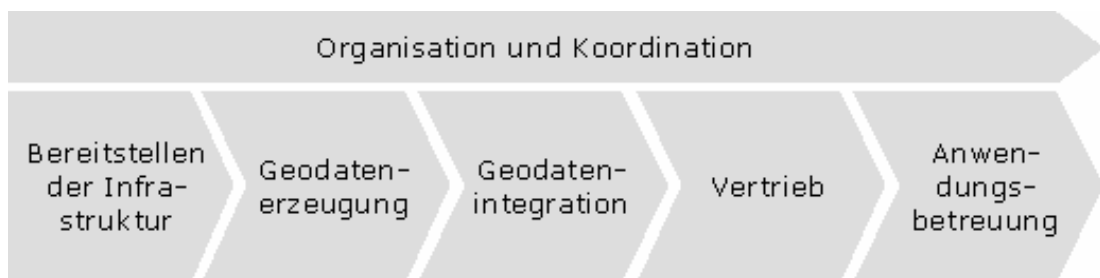 Organisation und Koordination
Bereitstellen
der Infra-
struktur
Geodaten-
erzeugung
Geodaten-
integration
Vertrieb
Anwen-
dungs-
betreuung